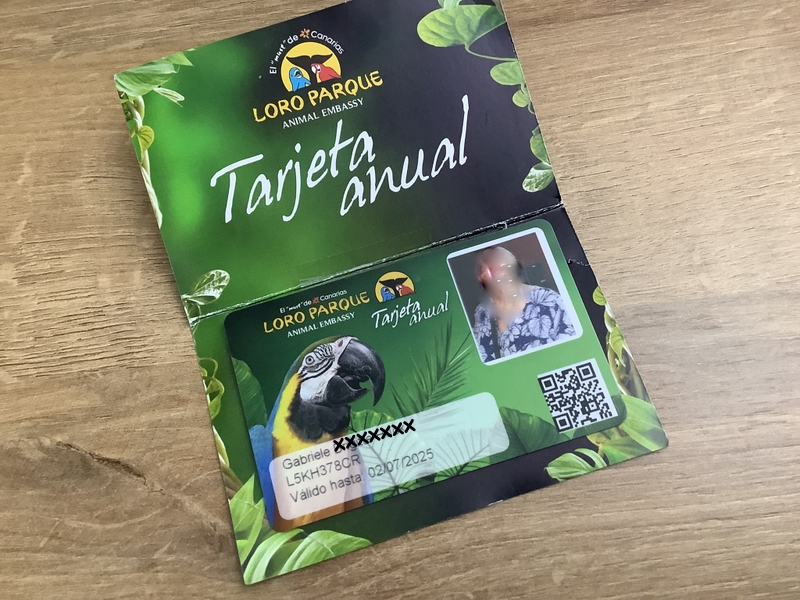 El "must" de Canarias
LORO PARQUE
ANIMAL EMBASSY
Tarjeta
anual
El "must" de Canarias
LORO PARQUE
ANIMAL EMBASSY
Tarjeta
anual
Gabriele xxxxxxx
L5KH378CR
Válido hasta 02/07/2025